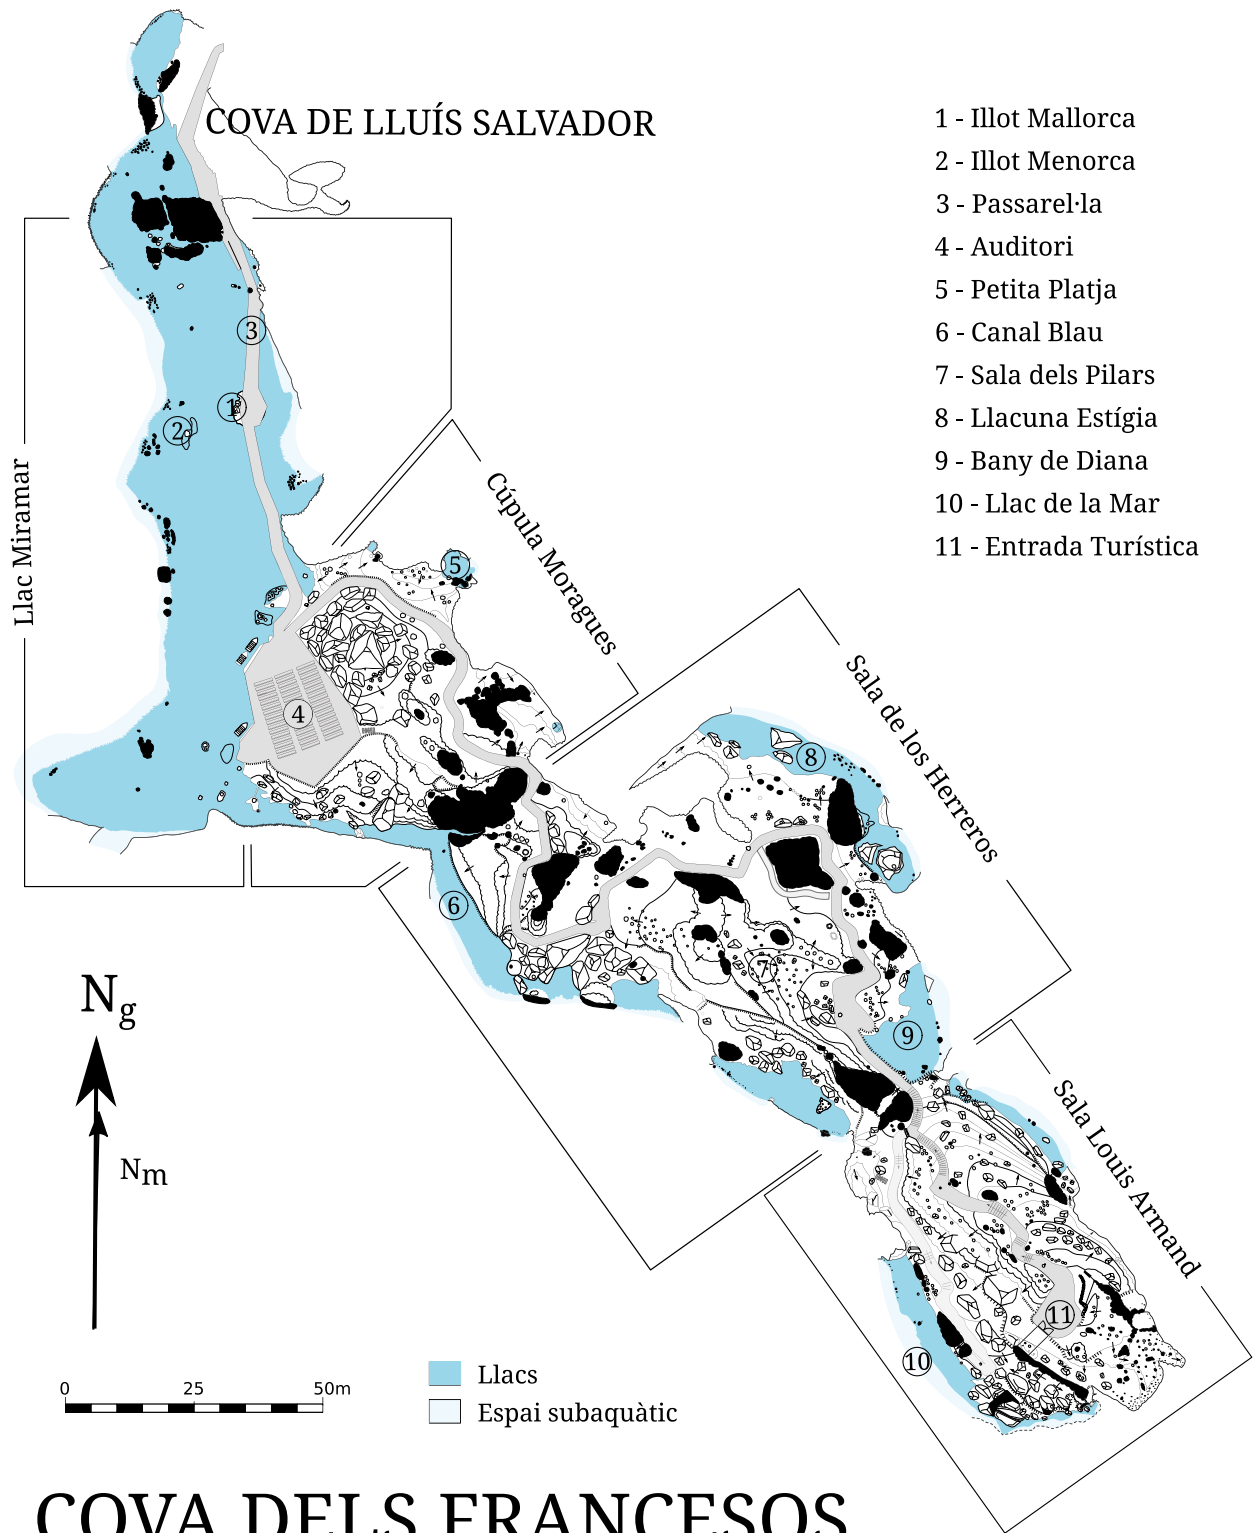 COVA DE LLUÍS SALVADOR
1 - Illot Mallorca
2 - Illot Menorca
3 - Passarel·la
4 - Auditori
5 - Petita Platja
6 - Canal Blau
7 - Sala dels Pilars
8 - Llacuna Estígia
9 - Bany de Diana
10 - Llac de la Mar
11 - Entrada Turística
3
1
2
Llac Miramar
Cúpula Moragues
5
4
Sala de los Herreros
8
6
7
9
Ng
Nm
Sala Louis Armand
11
10
0 25 50m
Llacs
Espai subaquàtic
COVA DELS FRANCESOS